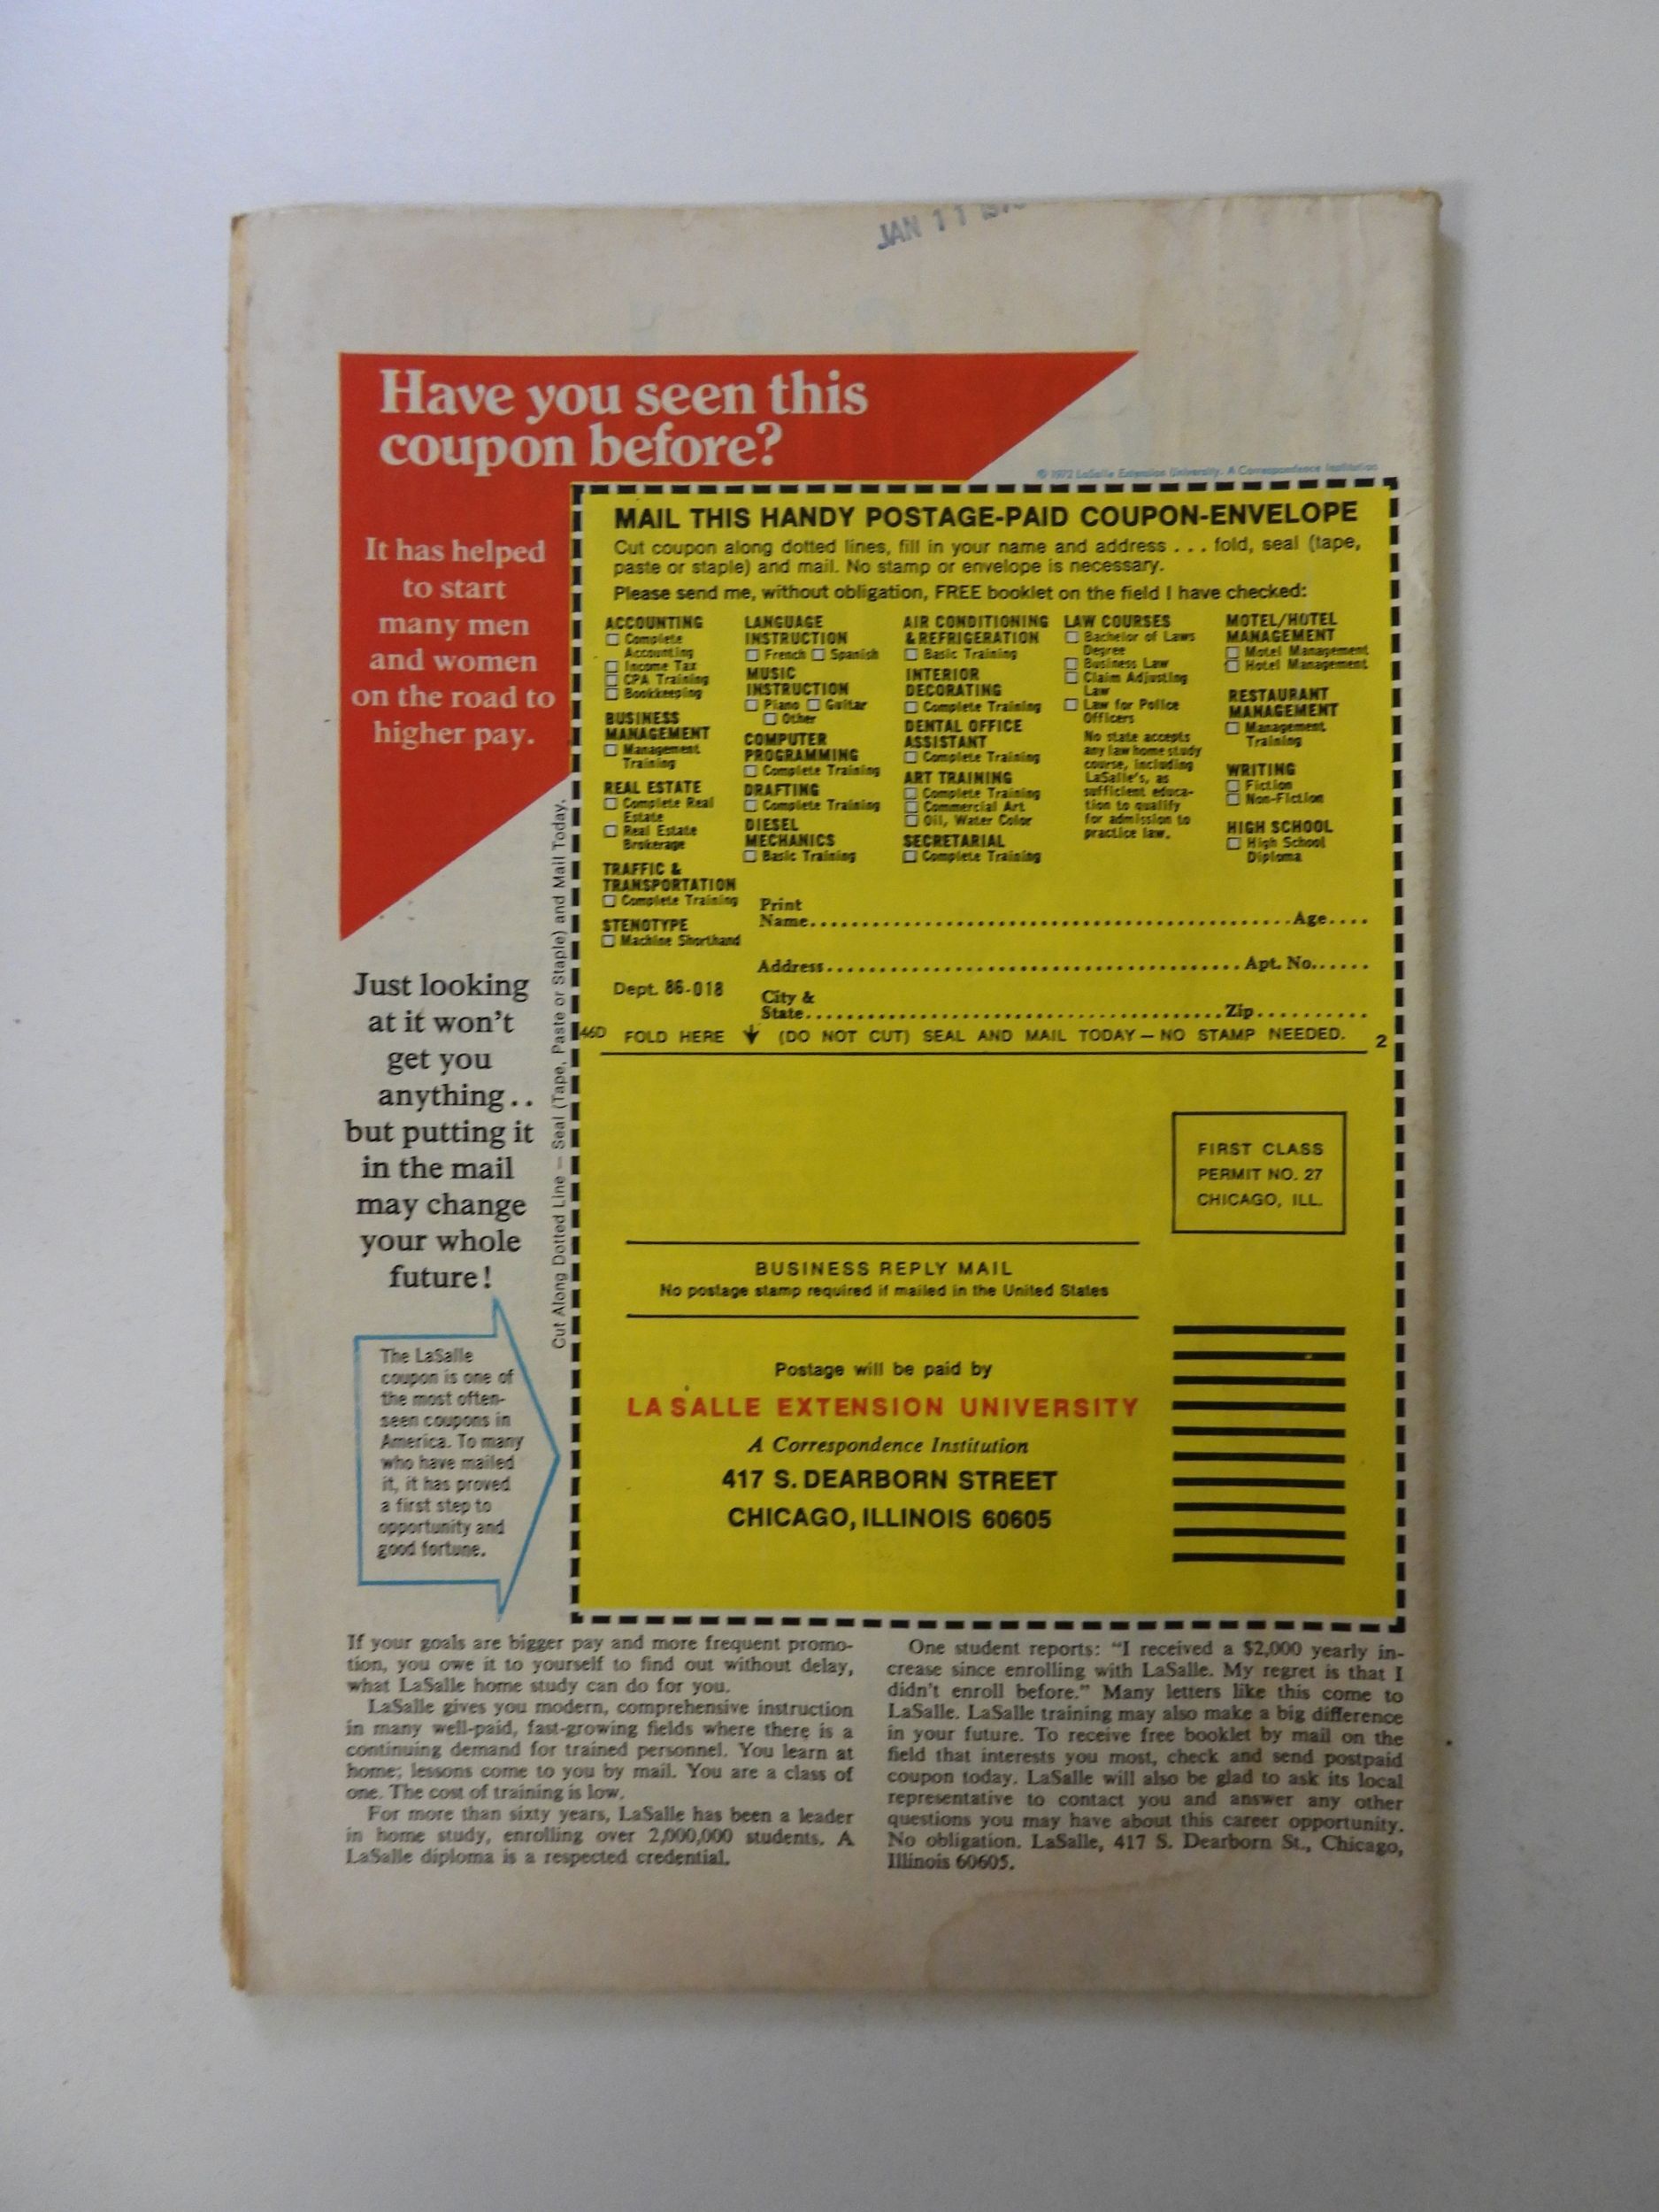 JAN 11
Have you seen this
coupon before?
© 1972 LaSalle Extension University. A Correspondence Institution
It has helped
to start
many men
and women
on the road to
higher pay.
Just looking
at it won't
get you
anything..
but putting it
in the mail
may change
your whole
future!
The LaSalle
coupon is one of
the most often-
seen coupons in
America. To many
who have mailed
it, it has proved
a first step to
opportunity and
good fortune.
Cut Along Dotted Line — Seal (Tape, Paste or Staple) and Mail Today.
MAIL THIS HANDY POSTAGE-PAID COUPON-ENVELOPE
Cut coupon along dotted lines, fill in your name and address . . . fold, seal (tape,
paste or staple) and mail. No stamp or envelope is necessary.
Please send me, without obligation, FREE booklet on the field I have checked:
ACCOUNTING
Complete
Accounting
Income Tax
CPA Training
Bookkeeping
BUSINESS
MANAGEMENT
Management
Training
REAL ESTATE
Complete Real
Estate
Real Estate
Brokerage
TRAFFIC &
TRANSPORTATION
Complete Training
STENOTYPE
Machine Shorthand
LANGUAGE
INSTRUCTION
French Spanish
MUSIC
INSTRUCTION
Piano Guitar
Other
COMPUTER
PROGRAMMING
Complete Training
DRAFTING
Complete Training
DIESEL
MECHANICS
Basic Training
AIR CONDITIONING
& REFRIGERATION
Basic Training
INTERIOR
DECORATING
Complete Training
DENTAL OFFICE
ASSISTANT
Complete Training
ART TRAINING
Complete Training
Commercial Art
Oil, Water Color
SECRETARIAL
Complete Training
LAW COURSES
Bachelor of Laws
Degree
Business Law
Claim Adjusting
Law
Law for Police
Officers
No state accepts
any law home study
course, including
LaSalle's, as
sufficient educa-
tion to qualify
for admission to
practice law.
MOTEL/HOTEL
MANAGEMENT
Motel Management
Hotel Management
RESTAURANT
MANAGEMENT
Management
Training
WRITING
Fiction
Non-Fiction
HIGH SCHOOL
High School
Diploma
Print
Name Age
Address Apt. No.
Dept. 86-018
City &
State Zip
46D FOLD HERE (DO NOT CUT) SEAL AND MAIL TODAY — NO STAMP NEEDED. 2
FIRST CLASS
PERMIT NO. 27
CHICAGO, ILL.
BUSINESS REPLY MAIL
No postage stamp required if mailed in the United States
Postage will be paid by
LA SALLE EXTENSION UNIVERSITY
A Correspondence Institution
417 S. DEARBORN STREET
CHICAGO, ILLINOIS 60605
If your goals are bigger pay and more frequent promo-
tion, you owe it to yourself to find out without delay,
what LaSalle home study can do for you.
LaSalle gives you modern, comprehensive instruction
in many well-paid, fast-growing fields where there is a
continuing demand for trained personnel. You learn at
home; lessons come to you by mail. You are a class of
one. The cost of training is low.
For more than sixty years, LaSalle has been a leader
in home study, enrolling over 2,000,000 students. A
LaSalle diploma is a respected credential.
One student reports: "I received a $2,000 yearly in-
crease since enrolling with LaSalle. My regret is that I
didn't enroll before." Many letters like this come to
LaSalle. LaSalle training may also make a big difference
in your future. To receive free booklet by mail on the
field that interests you most, check and send postpaid
coupon today. LaSalle will also be glad to ask its local
representative to contact you and answer any other
questions you may have about this career opportunity.
No obligation. LaSalle, 417 S. Dearborn St., Chicago,
Illinois 60605.